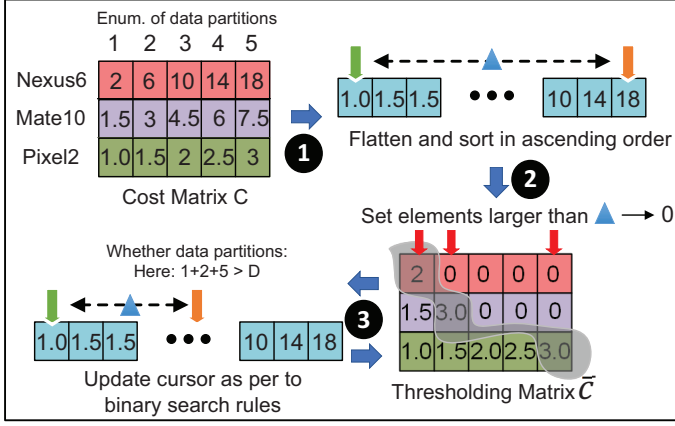 Enum. of data partitions
1 2 3 4 5
Nexus6 2 6 10 14 18
Mate10 1.5 3 4.5 6 7.5
Pixel2 1.0 1.5 2 2.5 3
Cost Matrix C
1
1.0 1.5 1.5 ••• 10 14 18
Flatten and sort in ascending order
2
Set elements larger than → 0
2 0 0 0 0
1.5 3.0 0 0 0
1.0 1.5 2.0 2.5 3.0
Thresholding Matrix C̄
3
Whether data partitions:
Here: 1+2+5 > D
1.0 1.5 1.5 ••• 10 14 18
Update cursor as per to
binary search rules